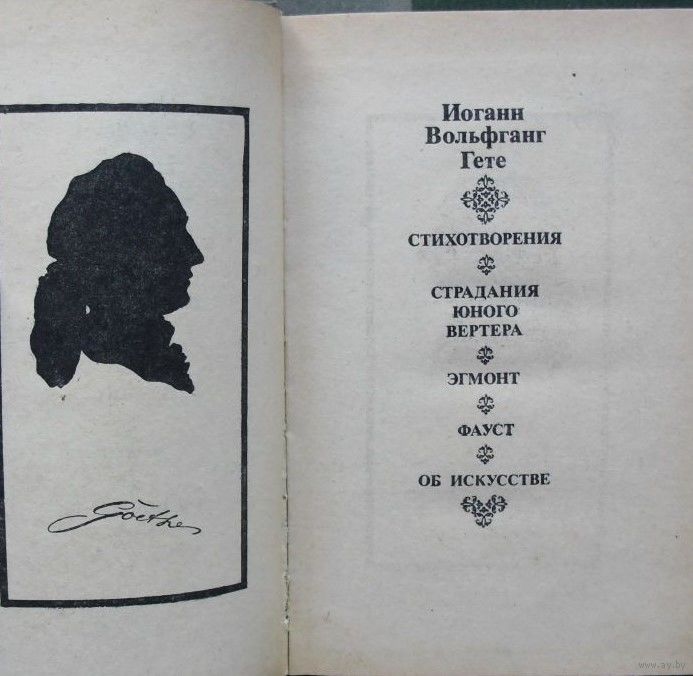 Goethe
Иоганн
Вольфганг
Гете
СТИХОТВОРЕНИЯ
СТРАДАНИЯ
ЮНОГО
ВЕРТЕРА
ЭГМОНТ
ФАУСТ
ОБ ИСКУССТВЕ
www.ay.by